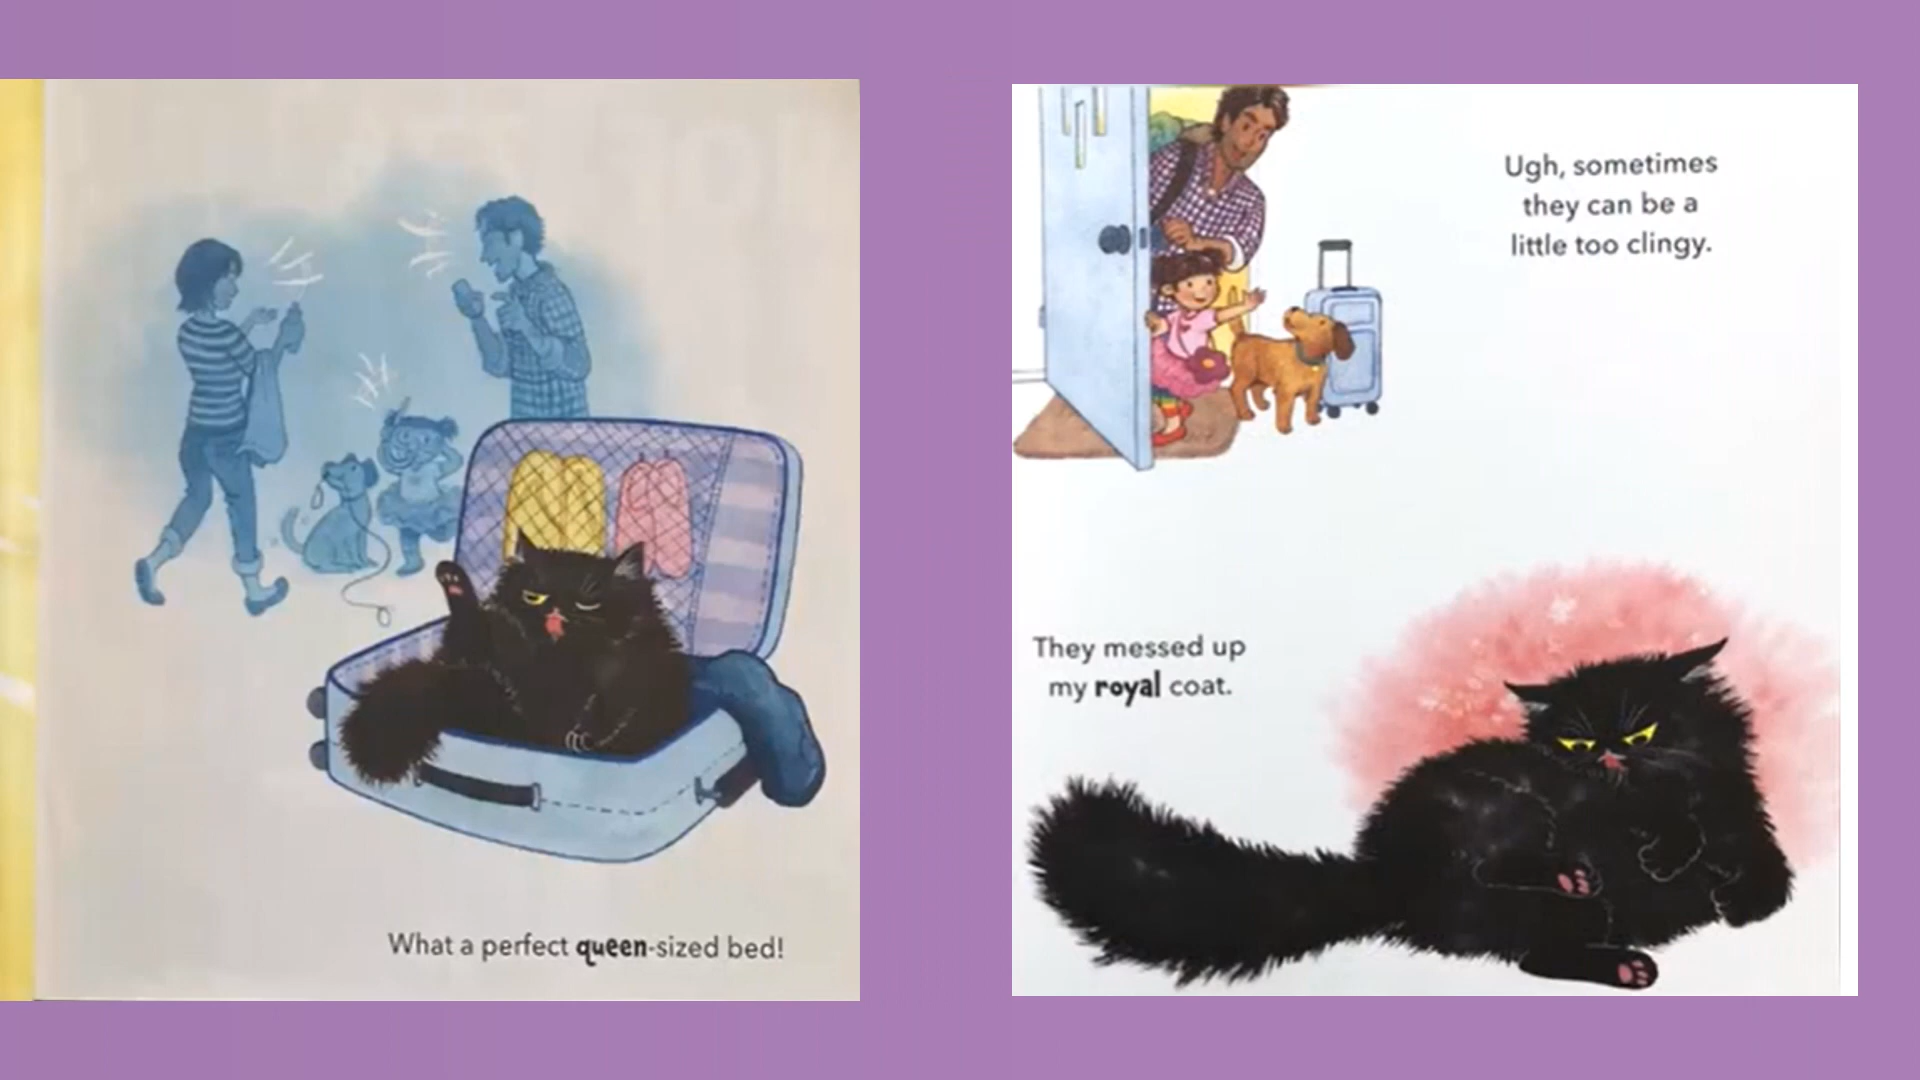 What a perfect queen-sized bed!
Ugh, sometimes
they can be a
little too clingy.
They messed up
my royal coat.